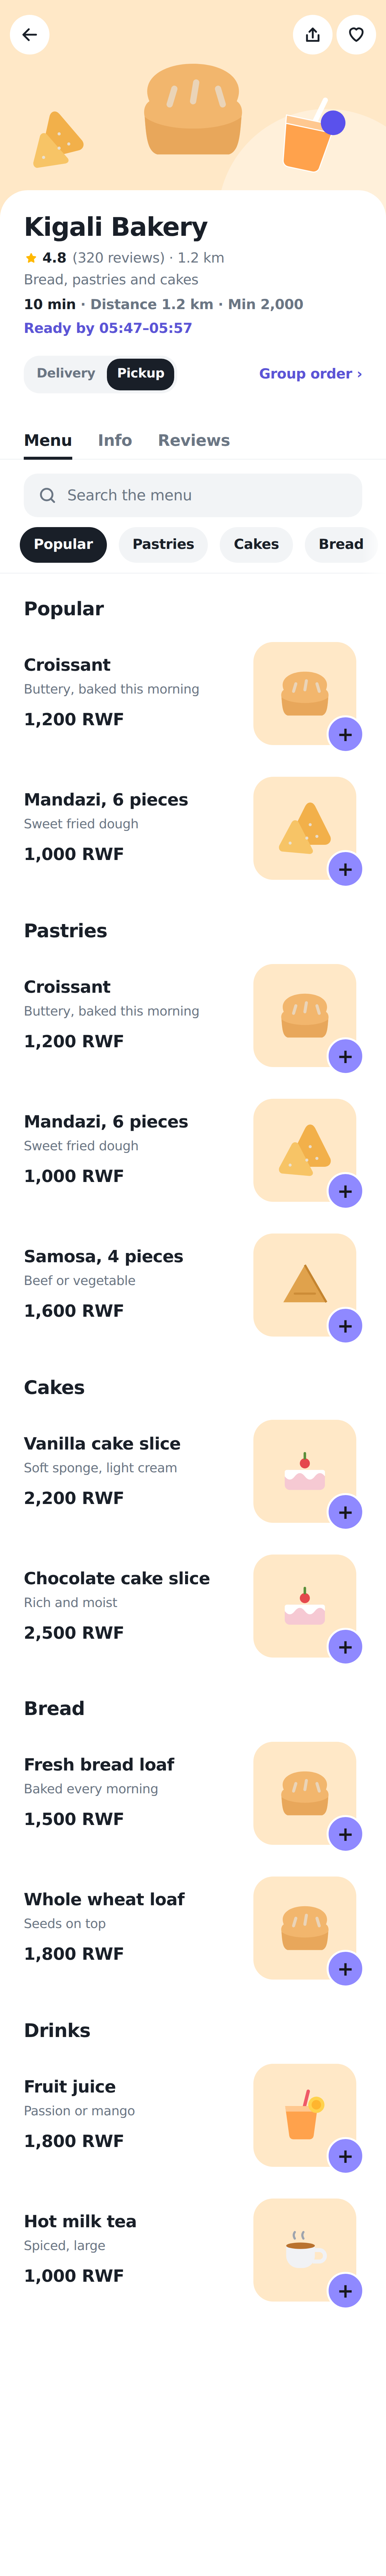 Kigali Bakery
4.8 (320 reviews) · 1.2 km
Bread, pastries and cakes
10 min · Distance 1.2 km · Min 2,000
Ready by 05:47–05:57
Delivery Pickup Group order ›
Menu Info Reviews
Search the menu
Popular Pastries Cakes Bread
Popular
Croissant
Buttery, baked this morning
1,200 RWF
+
Mandazi, 6 pieces
Sweet fried dough
1,000 RWF
+
Pastries
Croissant
Buttery, baked this morning
1,200 RWF
+
Mandazi, 6 pieces
Sweet fried dough
1,000 RWF
+
Samosa, 4 pieces
Beef or vegetable
1,600 RWF
+
Cakes
Vanilla cake slice
Soft sponge, light cream
2,200 RWF
+
Chocolate cake slice
Rich and moist
2,500 RWF
+
Bread
Fresh bread loaf
Baked every morning
1,500 RWF
+
Whole wheat loaf
Seeds on top
1,800 RWF
+
Drinks
Fruit juice
Passion or mango
1,800 RWF
+
Hot milk tea
Spiced, large
1,000 RWF
+